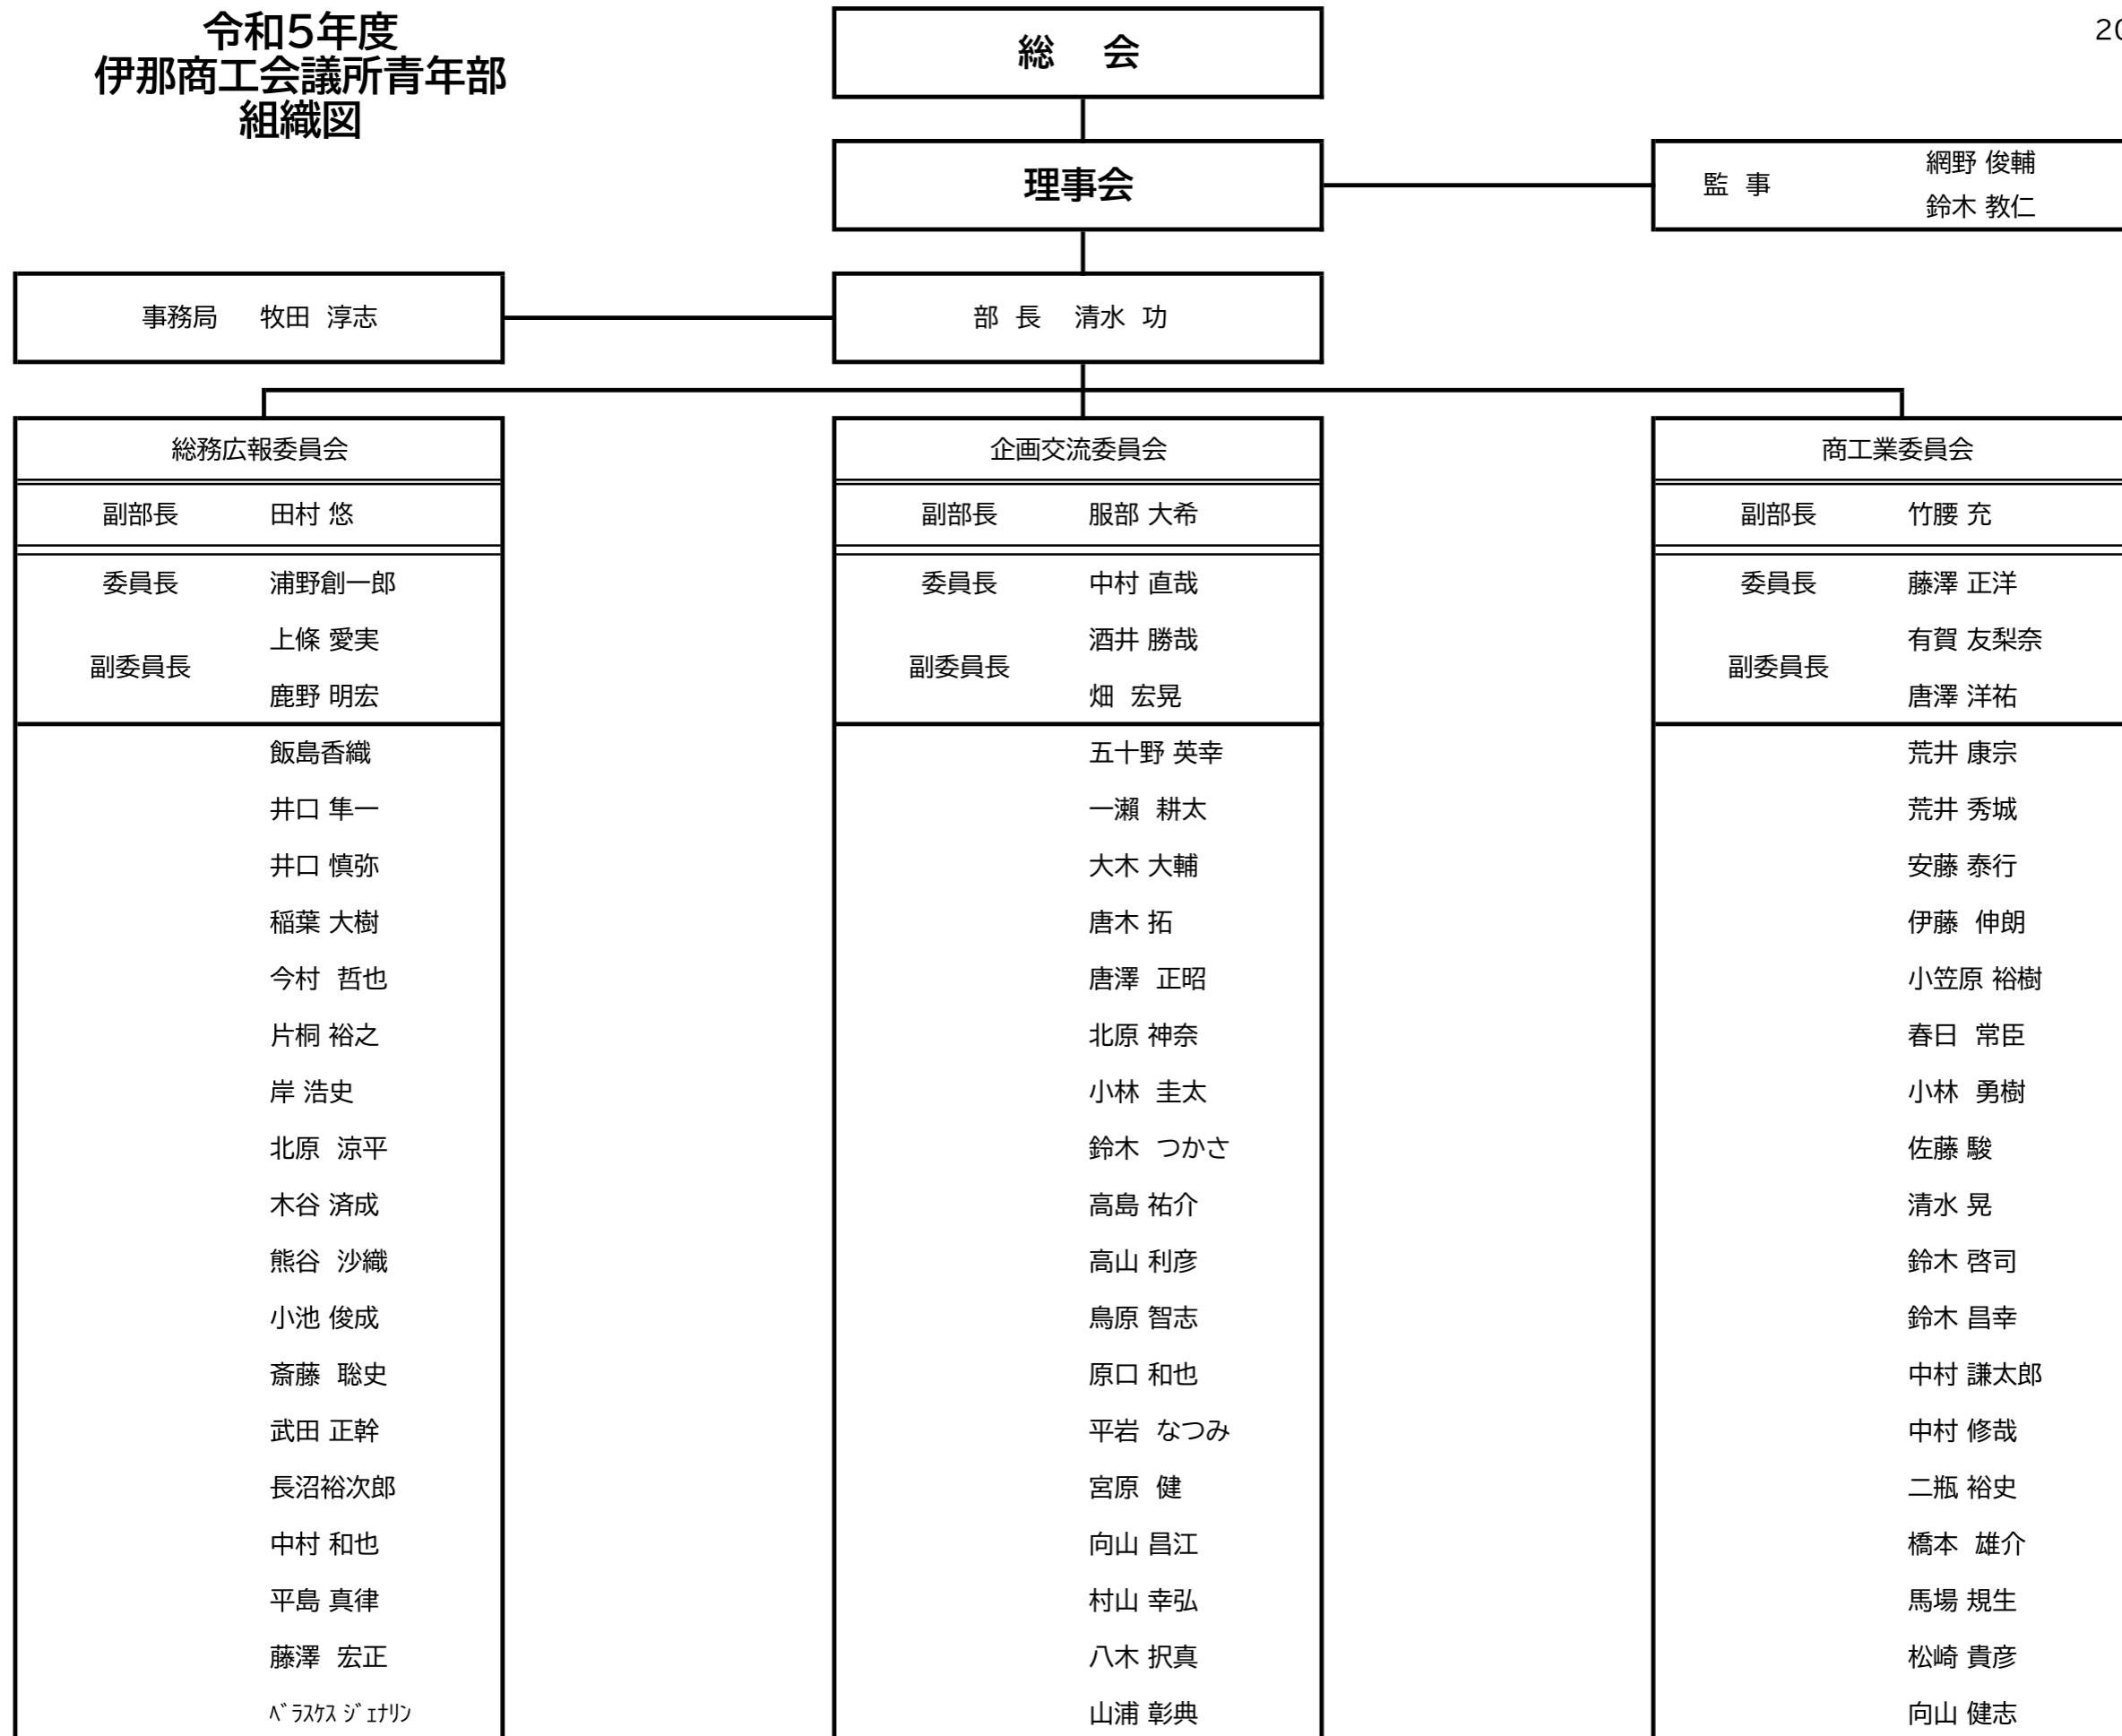 令和5年度
伊那商工会議所青年部
組織図
総 会
20
理事会
監 事
網野 俊輔
鈴木 教仁
事務局 牧田 淳志
部 長 清水 功
総務広報委員会
副部長 田村 悠
委員長 浦野創一郎
副委員長
上條 愛実
鹿野 明宏
飯島香織
井口 隼一
井口 慎弥
稲葉 大樹
今村 哲也
片桐 裕之
岸 浩史
北原 涼平
木谷 済成
熊谷 沙織
小池 俊成
斎藤 聡史
武田 正幹
長沼裕次郎
中村 和也
平島 真律
藤澤 宏正
ﾍﾞﾗｽｹｽ ｼﾞｪﾅﾘﾝ
企画交流委員会
副部長 服部 大希
委員長 中村 直哉
副委員長
酒井 勝哉
畑 宏晃
五十野 英幸
一瀬 耕太
大木 大輔
唐木 拓
唐澤 正昭
北原 神奈
小林 圭太
鈴木 つかさ
高島 祐介
高山 利彦
鳥原 智志
原口 和也
平岩 なつみ
宮原 健
向山 昌江
村山 幸弘
八木 択真
山浦 彰典
商工業委員会
副部長 竹腰 充
委員長 藤澤 正洋
副委員長
有賀 友梨奈
唐澤 洋祐
荒井 康宗
荒井 秀城
安藤 泰行
伊藤 伸朗
小笠原 裕樹
春日 常臣
小林 勇樹
佐藤 駿
清水 晃
鈴木 啓司
鈴木 昌幸
中村 謙太郎
中村 修哉
二瓶 裕史
橋本 雄介
馬場 規生
松崎 貴彦
向山 健志